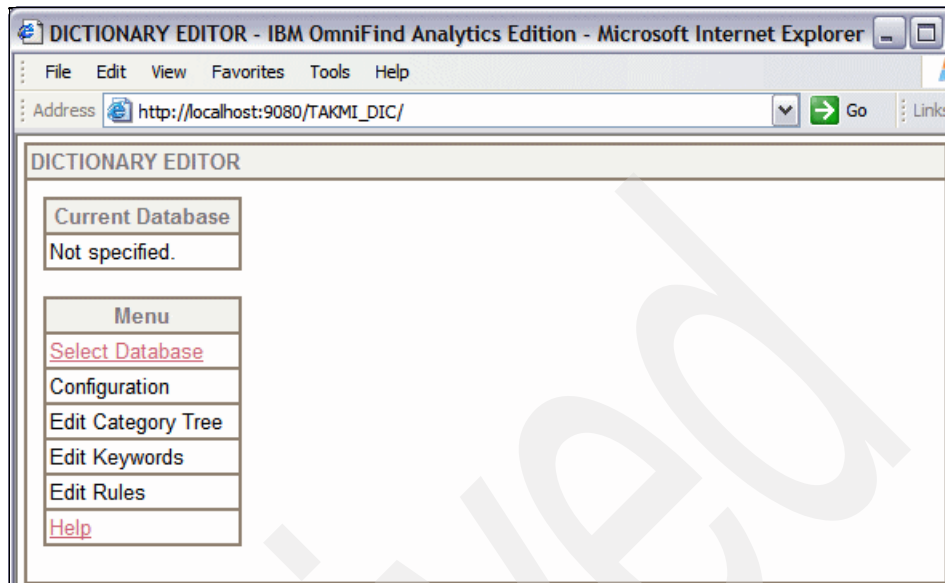 DICTIONARY EDITOR - IBM OmniFind Analytics Edition - Microsoft Internet Explorer
File Edit View Favorites Tools Help
Address http://localhost:9080/TAKMI_DIC/ Go Links
DICTIONARY EDITOR
Current Database
Not specified.
Menu
Select Database
Configuration
Edit Category Tree
Edit Keywords
Edit Rules
Help
ived